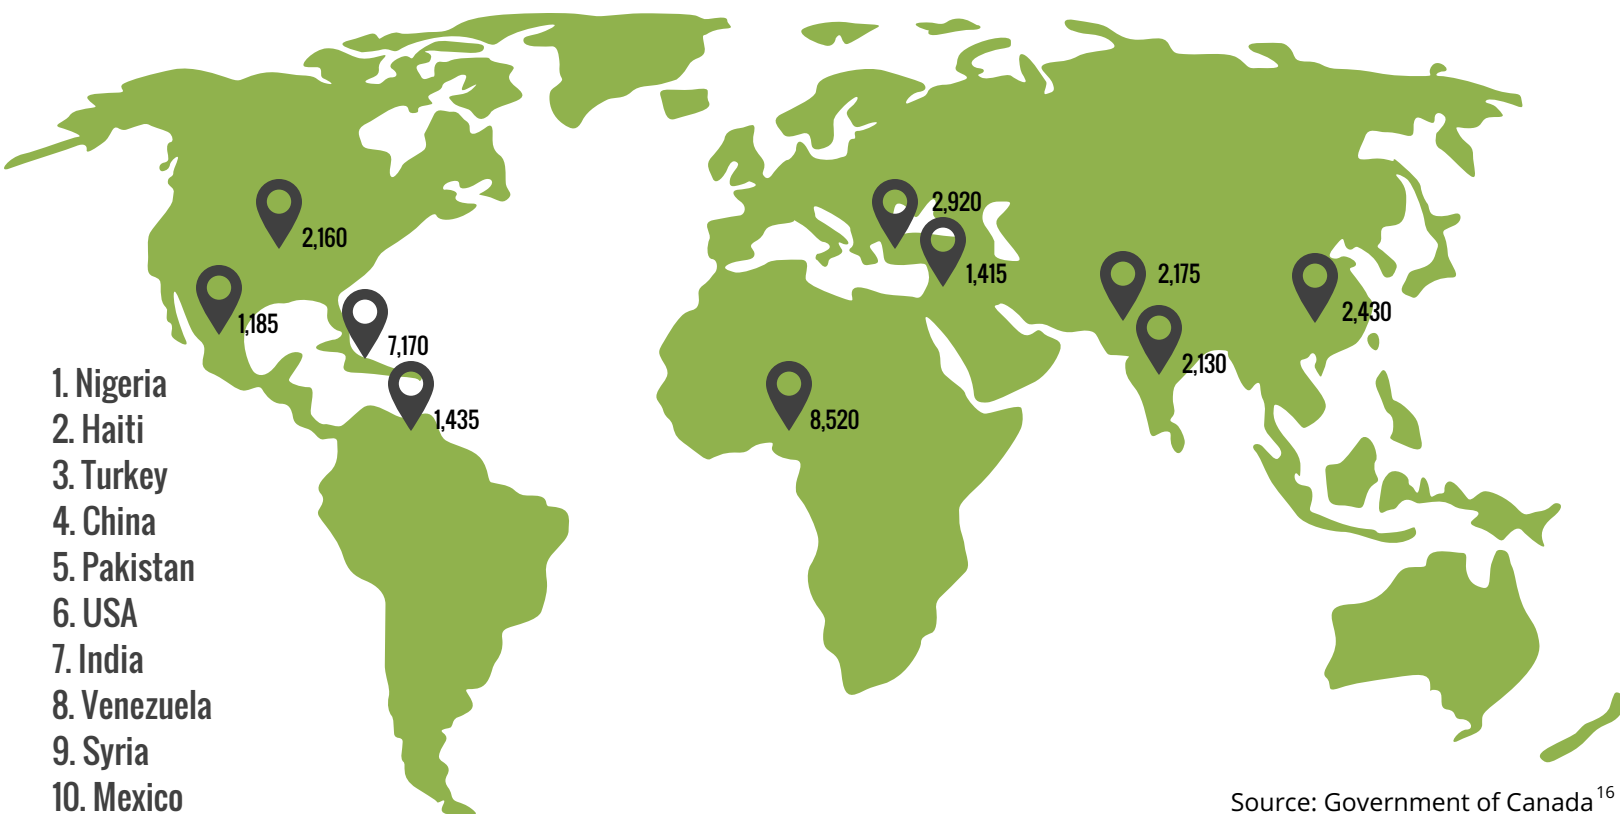 2,920
2,160
1,415
2,175
2,430
1,185
7,170
2,130
1,435
8,520
1. Nigeria
2. Haiti
3. Turkey
4. China
5. Pakistan
6. USA
7. India
8. Venezuela
9. Syria
10. Mexico
Source: Government of Canada 16